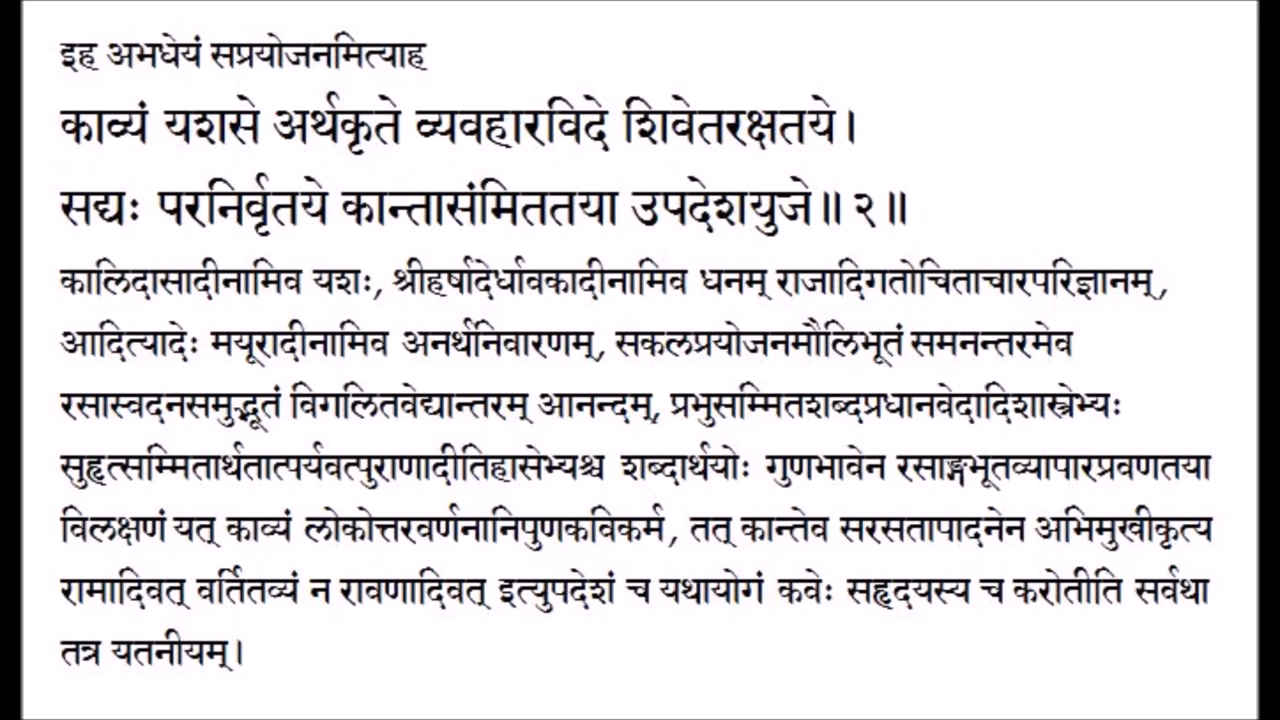 इह अभधेयं सप्रयोजनमित्याह
काव्यं यशसे अर्थकृते व्यवहारविदे शिवेतरक्षतये।
सद्यः परनिर्वृतये कान्तासंमिततया उपदेशयुजे॥ २॥
कालिदासादीनामिव यशः, श्रीहर्षादेर्धावकादीनामिव धनम् राजादिगतोचिताचारपरिज्ञानम्,
आदित्यादेः मयूरादीनामिव अनर्थनिवारणम्, सकलप्रयोजनमौलिभूतं समनन्तरमेव
रसास्वदनसमुद्भूतं विगलितवेद्यान्तरम् आनन्दम्, प्रभुसम्मितशब्दप्रधानवेदादिशास्त्रेभ्यः
सुहृत्सम्मितार्थतात्पर्यवत्पुराणादीतिहासेभ्यश्च शब्दार्थयोः गुणभावेन रसाङ्गभूतव्यापारप्रवणतया
विलक्षणं यत् काव्यं लोकोत्तरवर्णनानिपुणकविकर्म, तत् कान्तेव सरसतापादनेन अभिमुखीकृत्य
रामादिवत् वर्तितव्यं न रावणादिवत् इत्युपदेशं च यथायोगं कवेः सहृदयस्य च करोतीति सर्वथा
तत्र यतनीयम्।